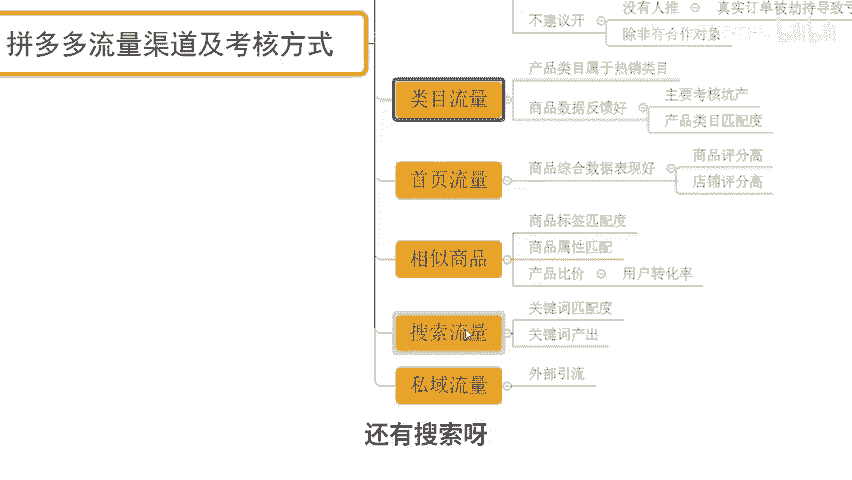 没有人推
真实订单被劫持导致亏
不建议开
除非有合作对象
拼多多流量渠道及考核方式
产品类目属于热销类目
类目流量
主要考核坑产
商品数据反馈好
产品类目匹配度
商品评分高
首页流量
商品综合数据表现好
店铺评分高
商品标签匹配度
商品属性匹配
相似商品
产品比价
用户转化率
关键词匹配度
搜索流量
关键词产出
私域流量
外部引流
还有搜索呀